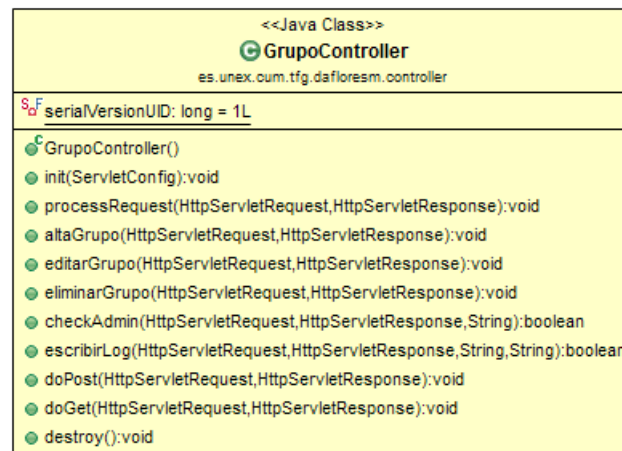 <<Java Class>>
GrupoController
es.unex.cum.tfg.dafloresm.controller
serialVersionUID: long = 1L
GrupoController()
init(ServletConfig):void
processRequest(HttpServletRequest,HttpServletResponse):void
altaGrupo(HttpServletRequest,HttpServletResponse):void
editarGrupo(HttpServletRequest,HttpServletResponse):void
eliminarGrupo(HttpServletRequest,HttpServletResponse):void
checkAdmin(HttpServletRequest,HttpServletResponse,String):boolean
escribirLog(HttpServletRequest,HttpServletResponse,String,String):boolean
doPost(HttpServletRequest,HttpServletResponse):void
doGet(HttpServletRequest,HttpServletResponse):void
destroy():void